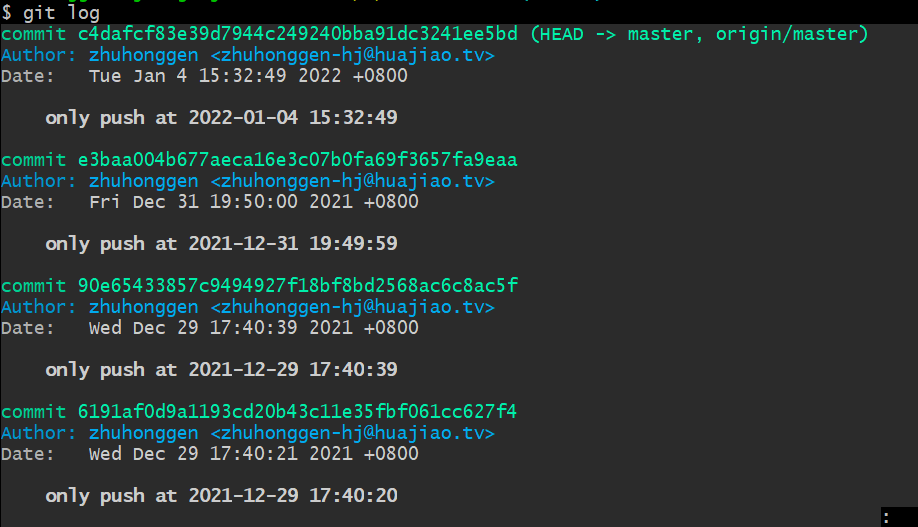 $ git log
commit c4dafcf83e39d7944c249240bba91dc3241ee5bd (HEAD -> master, origin/master)
Author: zhuhonggen <zhuhonggen-hj@huajiao.tv>
Date:   Tue Jan 4 15:32:49 2022 +0800
only push at 2022-01-04 15:32:49
commit e3baa004b677aeca16e3c07b0fa69f3657fa9eaa
Author: zhuhonggen <zhuhonggen-hj@huajiao.tv>
Date:   Fri Dec 31 19:50:00 2021 +0800
only push at 2021-12-31 19:49:59
commit 90e65433857c9494927f18bf8bd2568ac6c8ac5f
Author: zhuhonggen <zhuhonggen-hj@huajiao.tv>
Date:   Wed Dec 29 17:40:39 2021 +0800
only push at 2021-12-29 17:40:39
commit 6191af0d9a1193cd20b43c11e35fbf061cc627f4
Author: zhuhonggen <zhuhonggen-hj@huajiao.tv>
Date:   Wed Dec 29 17:40:21 2021 +0800
only push at 2021-12-29 17:40:20
: